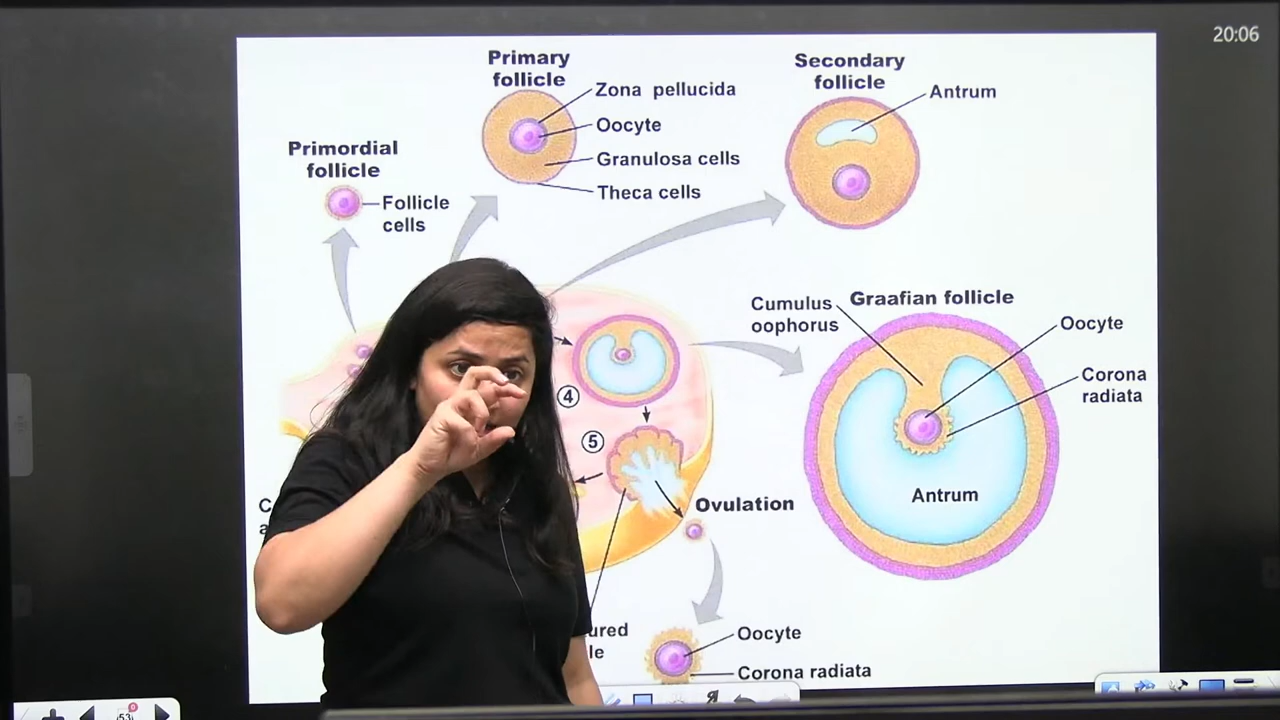 20:06
Primary
follicle
Zona pellucida
Oocyte
Granulosa cells
Theca cells
Secondary
follicle
Antrum
Primordial
follicle
Follicle
cells
Cumulus
oophorus
Graafian follicle
Oocyte
Corona
radiata
Antrum
4
5
Ovulation
Oocyte
Corona radiata
53